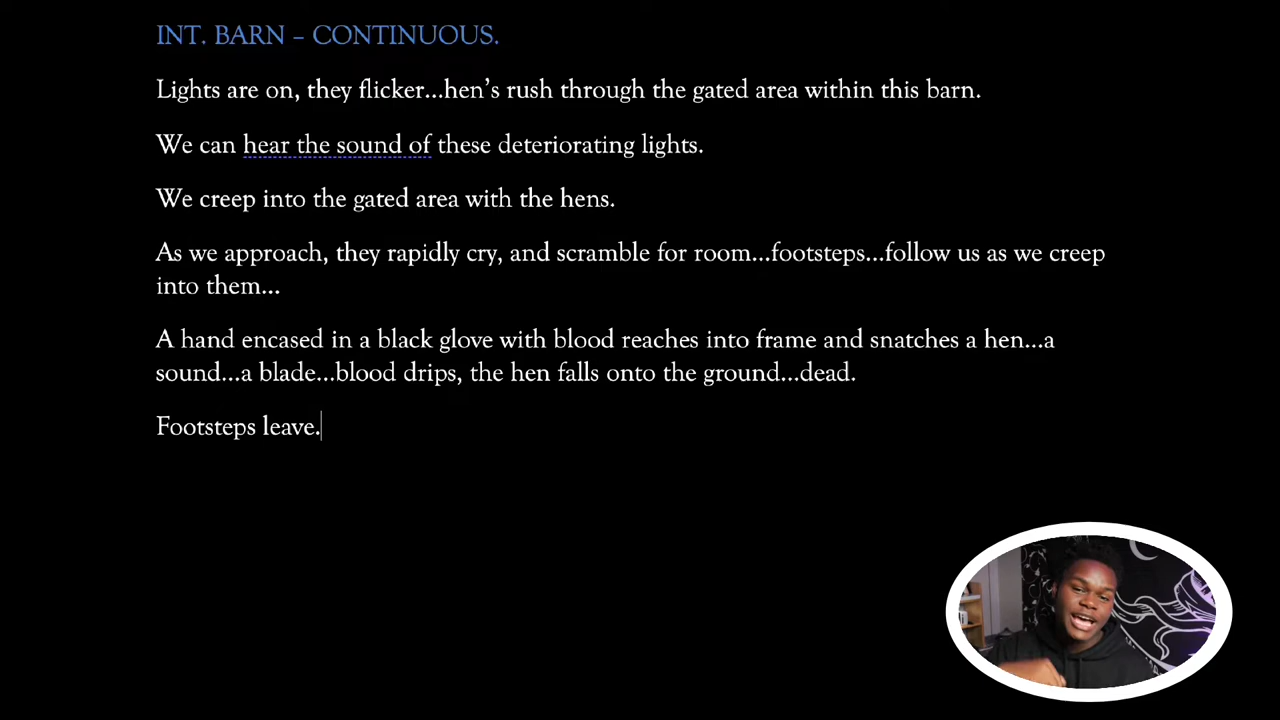 INT. BARN – CONTINUOUS.
Lights are on, they flicker...hen's rush through the gated area within this barn.
We can hear the sound of these deteriorating lights.
We creep into the gated area with the hens.
As we approach, they rapidly cry, and scramble for room...footsteps...follow us as we creep
into them...
A hand encased in a black glove with blood reaches into frame and snatches a hen...a
sound...a blade...blood drips, the hen falls onto the ground...dead.
Footsteps leave.